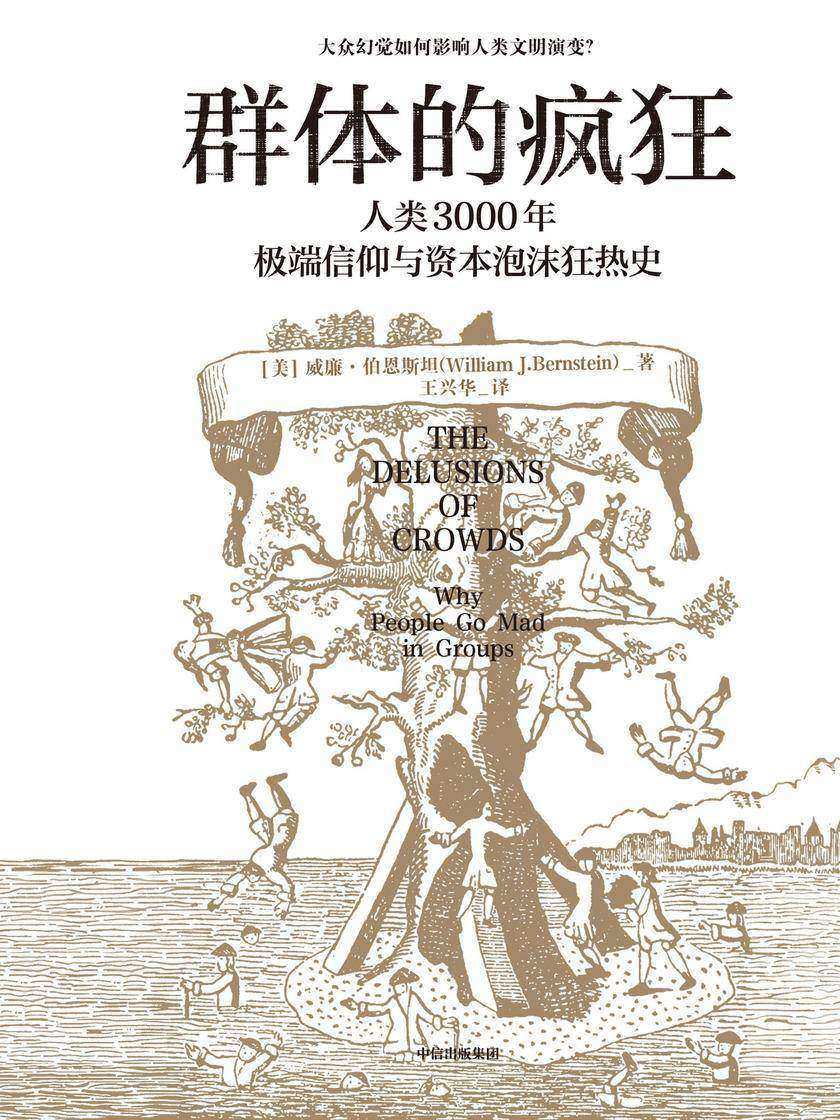 大众幻觉如何影响人类文明演变?
群体的疯狂
人类3000年
极端信仰与资本泡沫狂热史
[美] 威廉·伯恩斯坦(William J.Bernstein)_著
王兴华_译
THE
DELUSIONS
OF
CROWDS
Why
People Go Mad
in Groups
中信出版集团